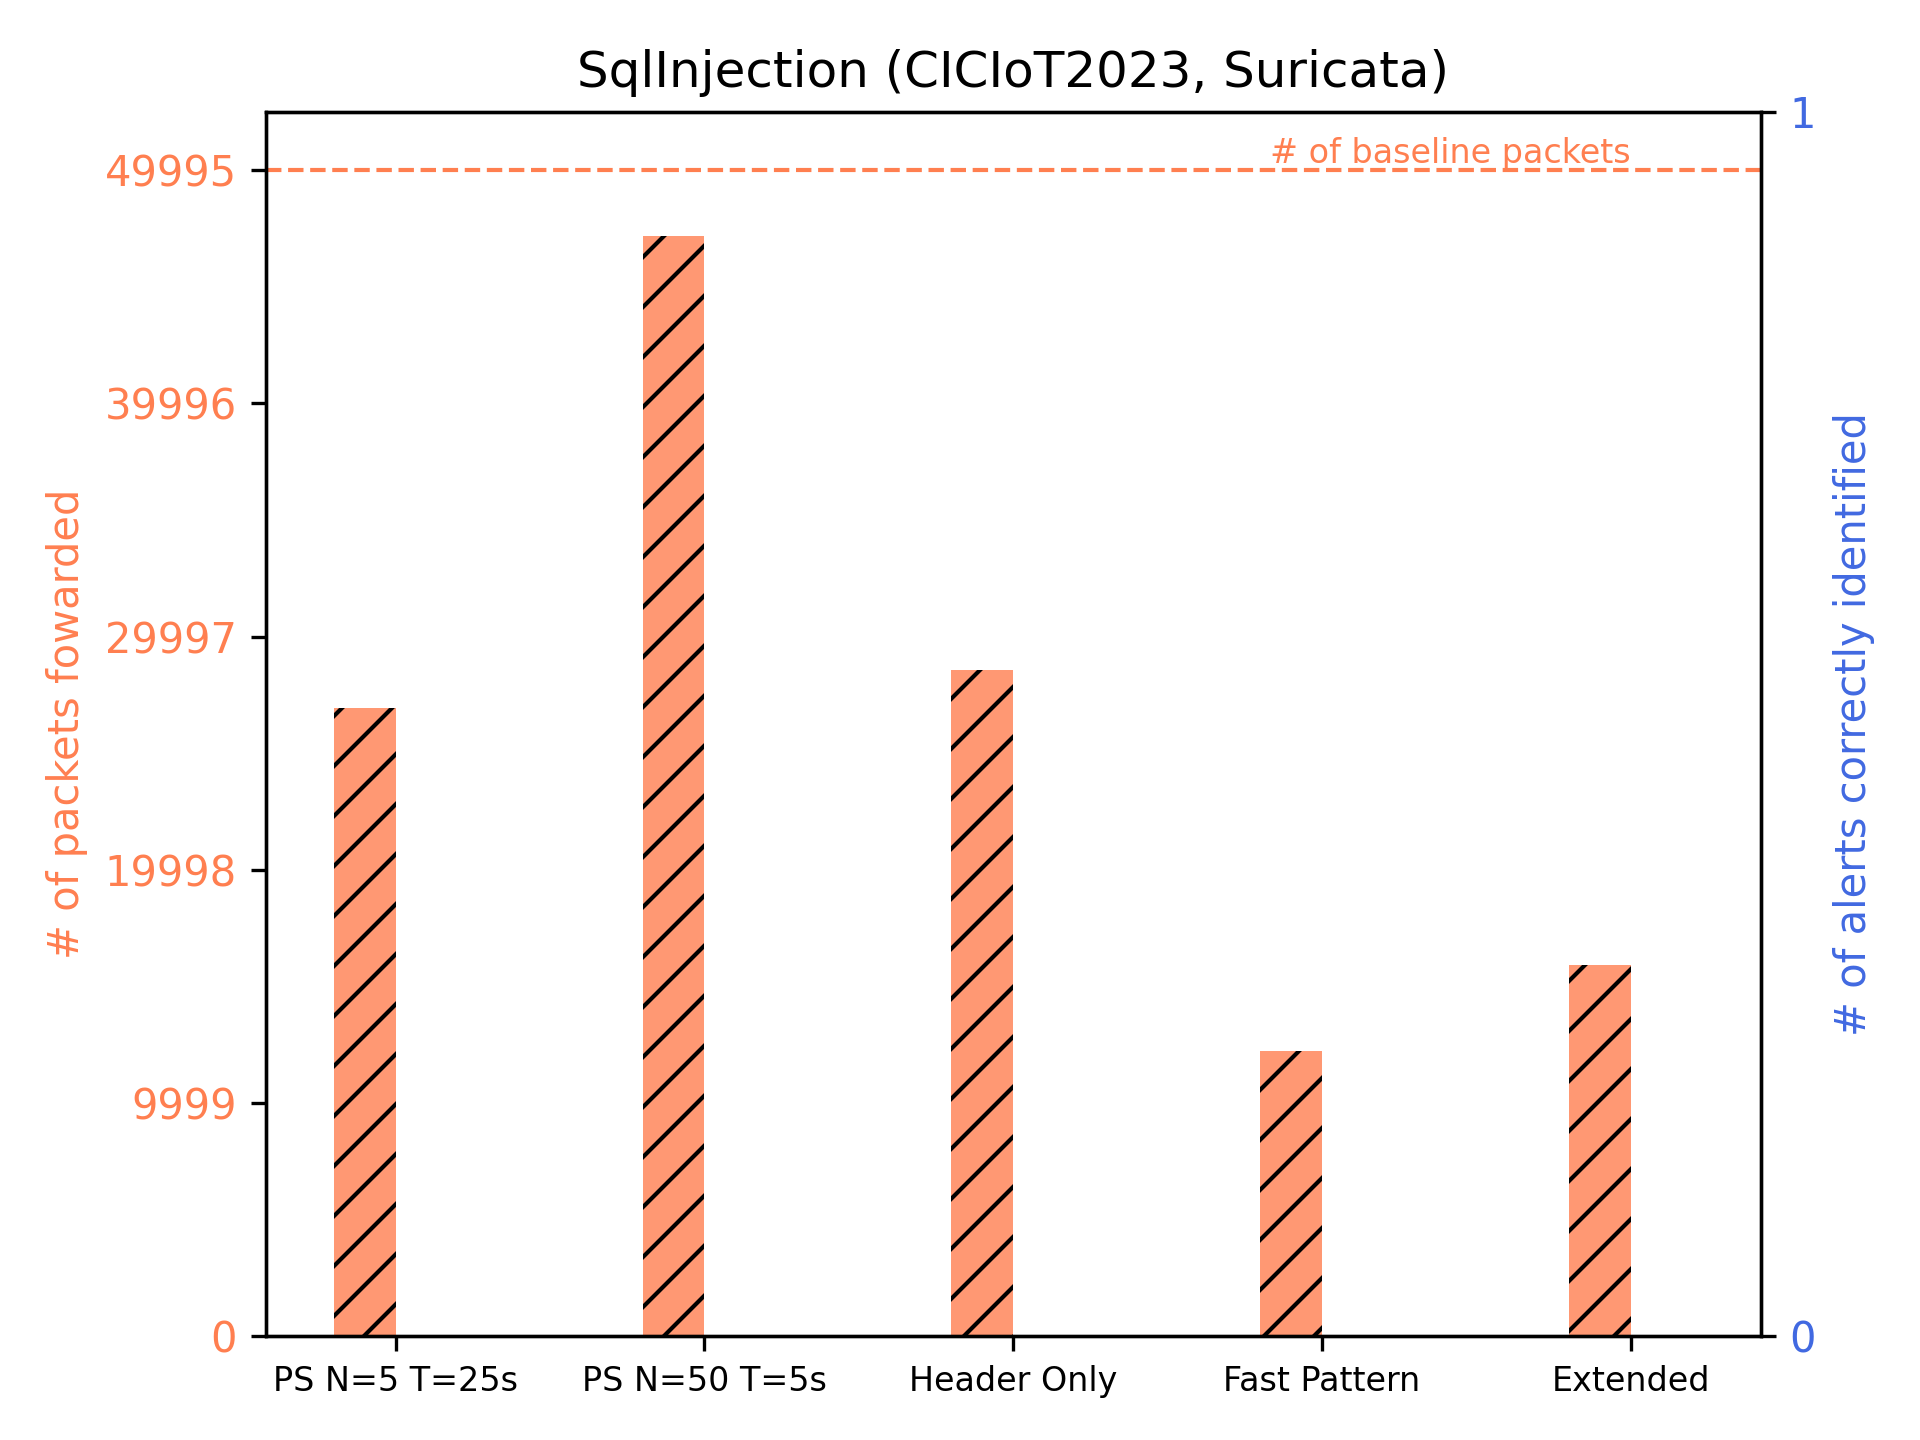 SqlInjection (CICIoT2023, Suricata)
1
# of baseline packets
49995
39996
29997
19998
9999
0
0
# of packets fowarded
# of alerts correctly identified
PS N=5 T=25s
PS N=50 T=5s
Header Only
Fast Pattern
Extended